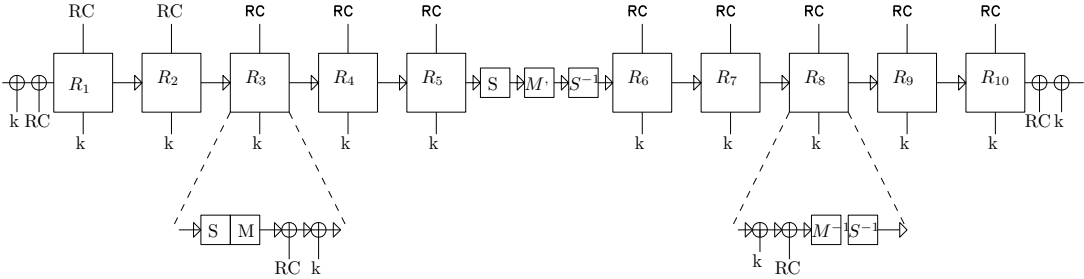 RC RC RC RC RC RC RC RC RC RC
R₁ R₂ R₃ R₄ R₅ S M' S⁻¹ R₆ R₇ R₈ R₉ R₁₀
k RC RC k
k k k k k k k k k k
S M M⁻¹ S⁻¹
RC k k RC